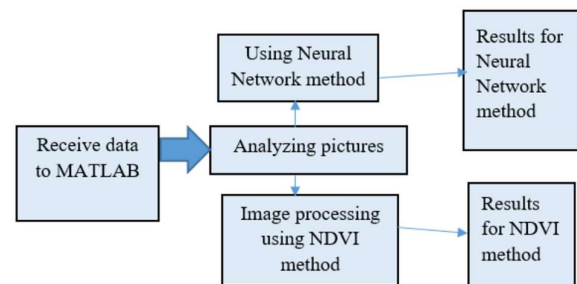 Receive data
to MATLAB
Analyzing pictures
Using Neural
Network method
Results for
Neural
Network
method
Image processing
using NDVI
method
Results
for NDVI
method